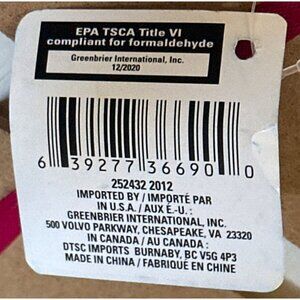 EPA TSCA Title VI
compliant for formaldehyde
Greenbrier International, Inc.
12/2020
6 39277 36690 0
252432 2012
IMPORTED BY / IMPORTÉ PAR
IN U.S.A. / AUX É.-U. :
GREENBRIER INTERNATIONAL, INC.
500 VOLVO PARKWAY, CHESAPEAKE, VA 23320
IN CANADA / AU CANADA :
DTSC IMPORTS BURNABY, BC V5G 4P3
MADE IN CHINA / FABRIQUÉ EN CHINE